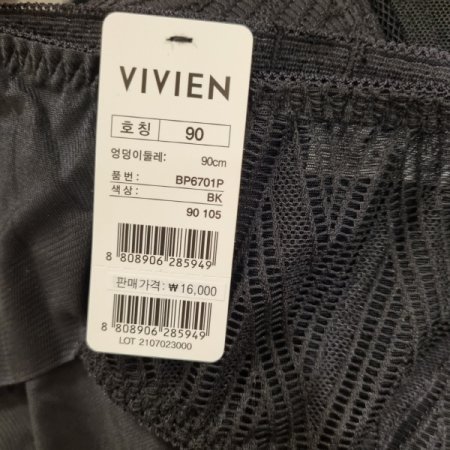 VIVIEN
호칭 90
엉덩이둘레: 90cm
품 번: BP6701P
색 상: BK
90 105
8 808906 285949
판매가격: ₩16,000
8 808906 285949
LOT 2107023000